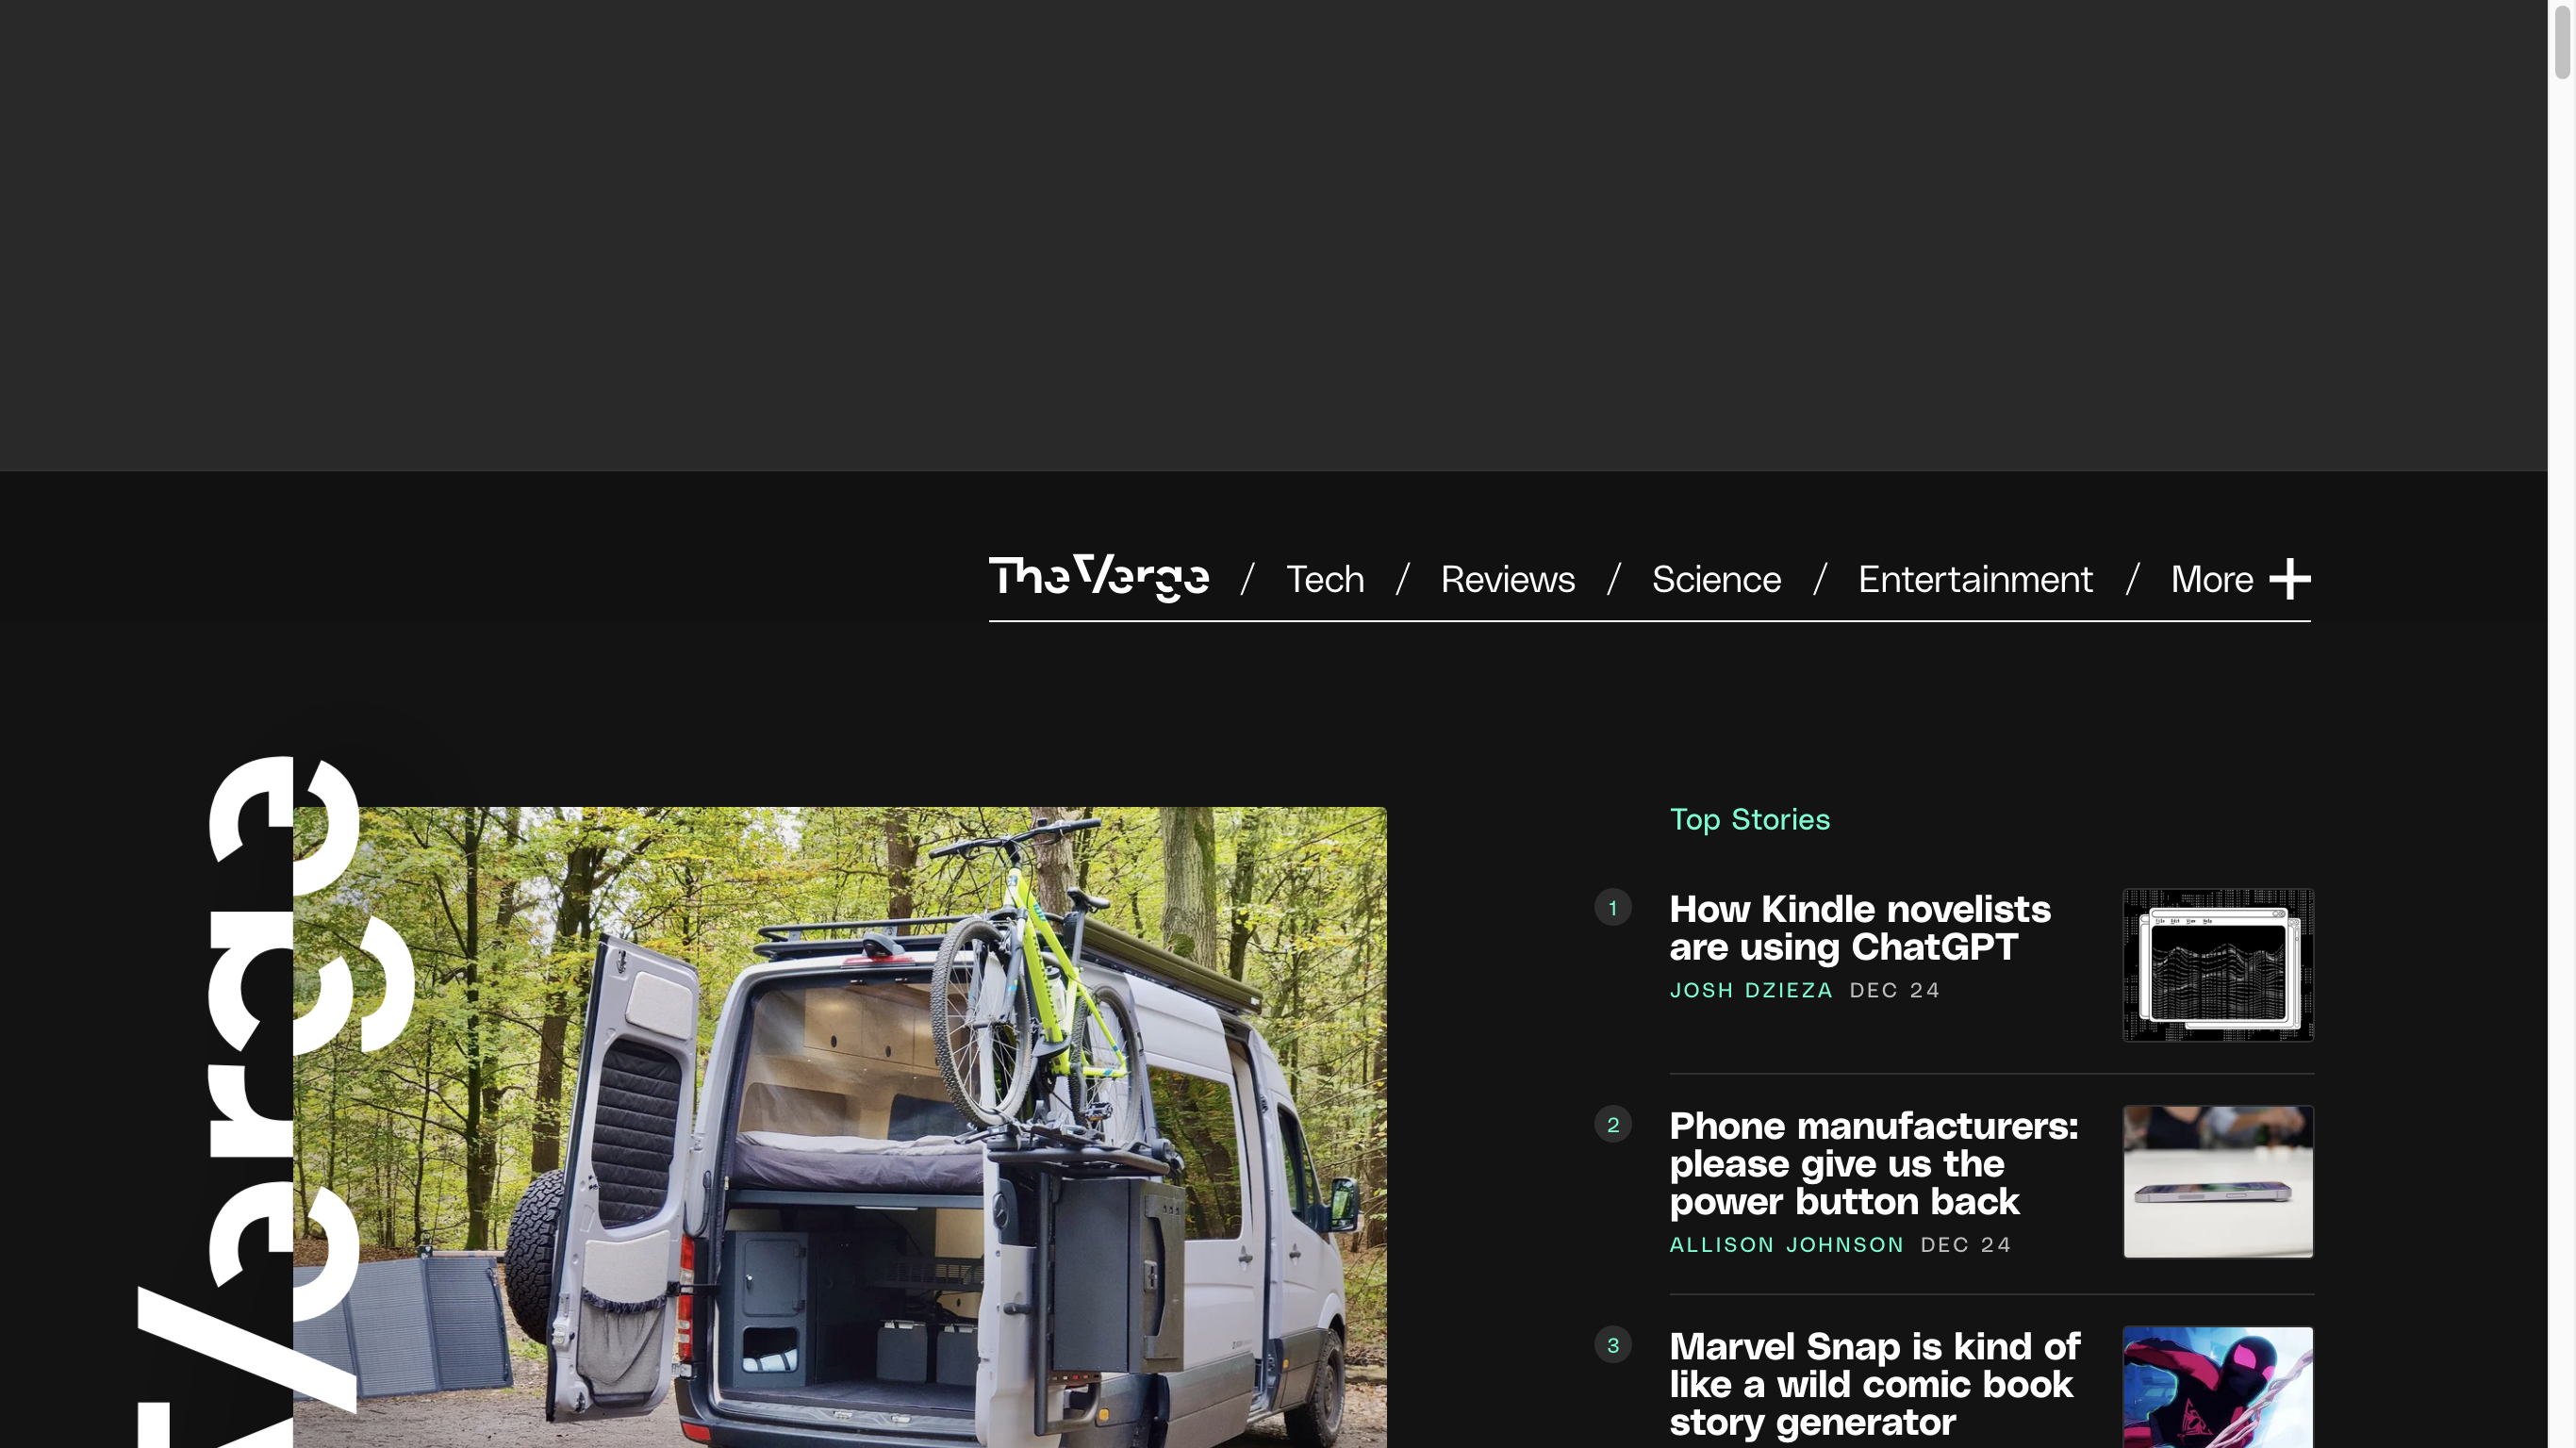 The Verge / Tech / Reviews / Science / Entertainment / More
Verge
Top Stories
1
How Kindle novelists
are using ChatGPT
JOSH DZIEZA DEC 24
2
Phone manufacturers:
please give us the
power button back
ALLISON JOHNSON DEC 24
3
Marvel Snap is kind of
like a wild comic book
story generator